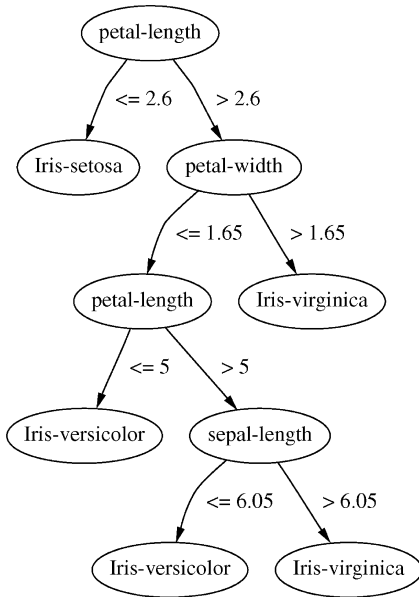 petal-length
<= 2.6
> 2.6
Iris-setosa
petal-width
<= 1.65
> 1.65
petal-length
Iris-virginica
<= 5
> 5
Iris-versicolor
sepal-length
<= 6.05
> 6.05
Iris-versicolor
Iris-virginica